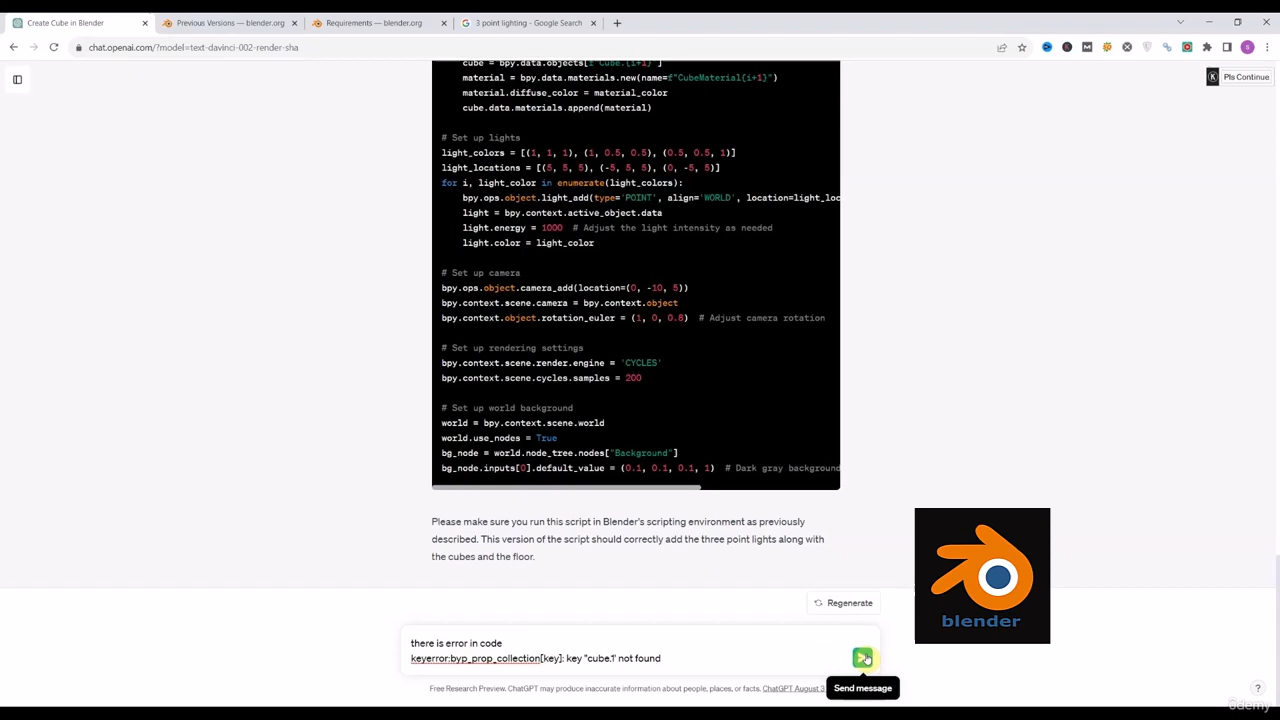 Create Cube in Blender
Previous Versions — blender.org
Requirements — blender.org
3 point lighting - Google Search
chat.openai.com/?model=text-davinci-002-render-sha
Pls Continue
cube = bpy.data.objects[f"Cube.{i+1}"]
material = bpy.data.materials.new(name=f"CubeMaterial{i+1}")
material.diffuse_color = material_color
cube.data.materials.append(material)
# Set up lights
light_colors = [(1, 1, 1), (1, 0.5, 0.5), (0.5, 0.5, 1)]
light_locations = [(5, 5, 5), (-5, 5, 5), (0, -5, 5)]
for i, light_color in enumerate(light_colors):
bpy.ops.object.light_add(type='POINT', align='WORLD', location=light_loc
light = bpy.context.active_object.data
light.energy = 1000 # Adjust the light intensity as needed
light.color = light_color
# Set up camera
bpy.ops.object.camera_add(location=(0, -10, 5))
bpy.context.scene.camera = bpy.context.object
bpy.context.object.rotation_euler = (1, 0, 0.8) # Adjust camera rotation
# Set up rendering settings
bpy.context.scene.render.engine = 'CYCLES'
bpy.context.scene.cycles.samples = 200
# Set up world background
world = bpy.context.scene.world
world.use_nodes = True
bg_node = world.node_tree.nodes["Background"]
bg_node.inputs[0].default_value = (0.1, 0.1, 0.1, 1) # Dark gray background
Please make sure you run this script in Blender's scripting environment as previously
described. This version of the script should correctly add the three point lights along with
the cubes and the floor.
blender
Regenerate
there is error in code
keyerror:byp_prop_collection[key]: key "cube.1' not found
Send message
Free Research Preview. ChatGPT may produce inaccurate information about people, places, or facts. ChatGPT August 3
?
ûdemy